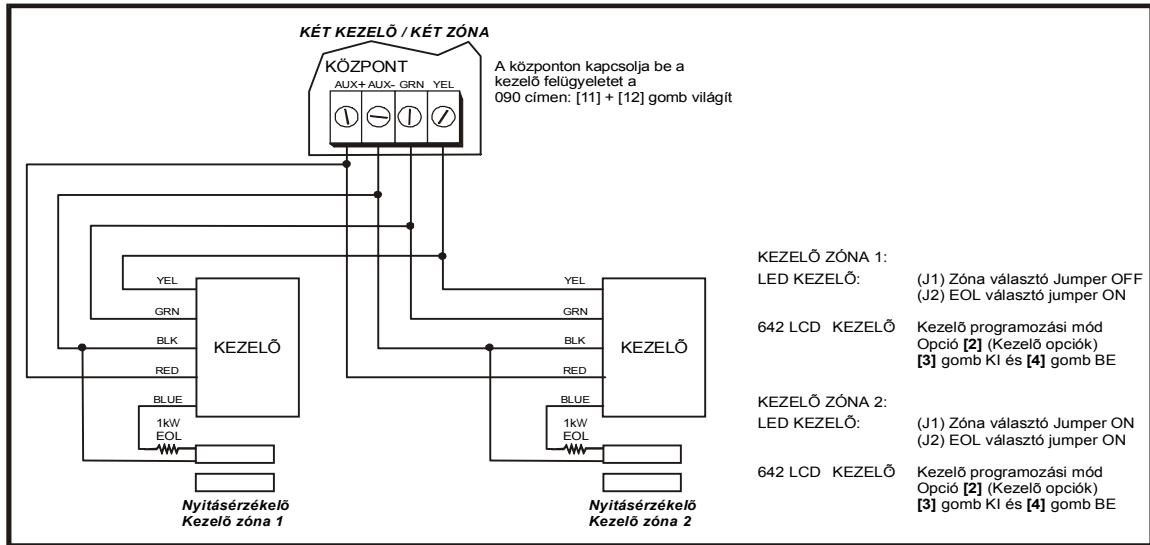 KÉT KEZELÕ / KÉT ZÓNA
KÖZPONT
AUX+ AUX- GRN YEL
A központon kapcsolja be a
kezelõ felügyeletet a
090 címen: [11] + [12] gomb világít
YEL
GRN
BLK
RED
BLUE
KEZELÕ
1kW
EOL
Nyitásérzékelõ
Kezelõ zóna 1
YEL
GRN
BLK
RED
BLUE
KEZELÕ
1kW
EOL
Nyitásérzékelõ
Kezelõ zóna 2
KEZELÕ ZÓNA 1:
LED KEZELÕ: (J1) Zóna választó Jumper OFF
(J2) EOL választó jumper ON
642 LCD KEZELÕ Kezelõ programozási mód
Opció [2] (Kezelõ opciók)
[3] gomb KI és [4] gomb BE
KEZELÕ ZÓNA 2:
LED KEZELÕ: (J1) Zóna választó Jumper ON
(J2) EOL választó jumper ON
642 LCD KEZELÕ Kezelõ programozási mód
Opció [2] (Kezelõ opciók)
[3] gomb KI és [4] gomb BE